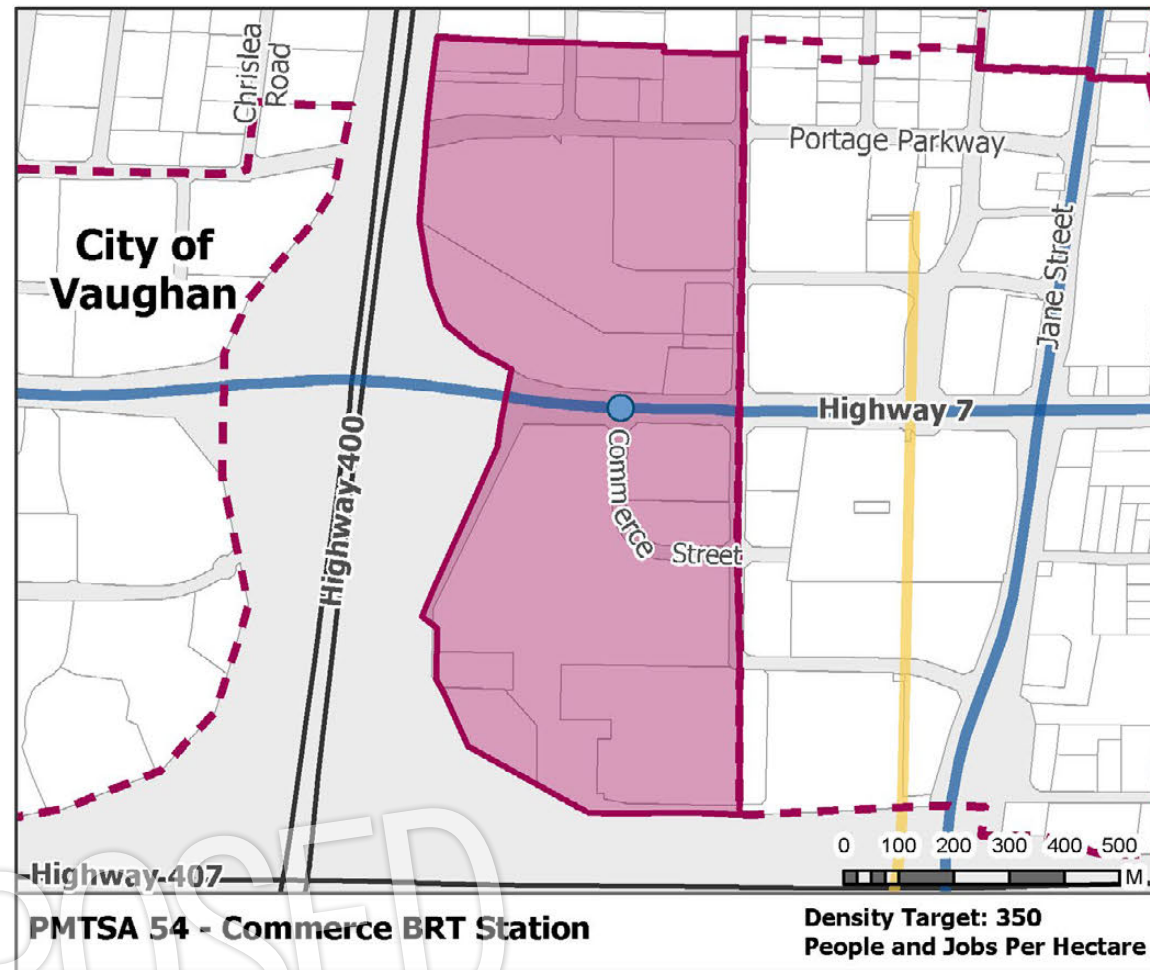 Chrislea
Road
Portage Parkway
City of
Vaughan
Jane Street
Highway 400
Highway 7
Commerce
Street
0 100 200 300 400 500
M
Highway 407
POSED
PMTSA 54 - Commerce BRT Station
Density Target: 350
People and Jobs Per Hectare